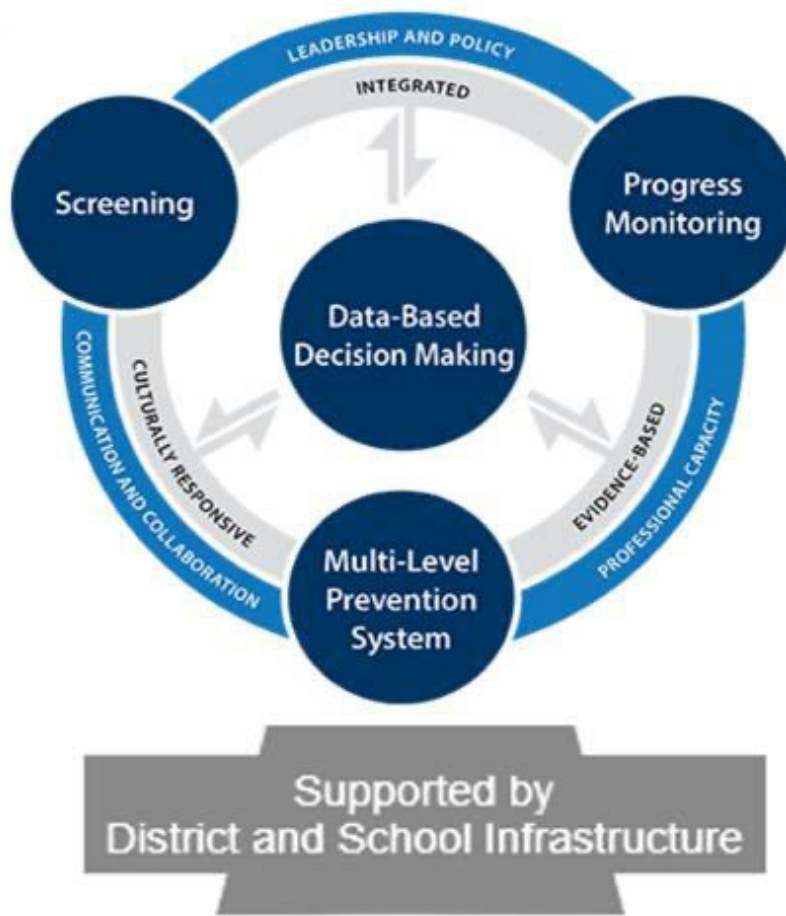 LEADERSHIP AND POLICY
INTEGRATED
Screening
Progress
Monitoring
Data-Based
Decision Making
COMMUNICATION AND COLLABORATION
CULTURALLY RESPONSIVE
EVIDENCE-BASED
PROFESSIONAL CAPACITY
Multi-Level
Prevention
System
Supported by
District and School Infrastructure